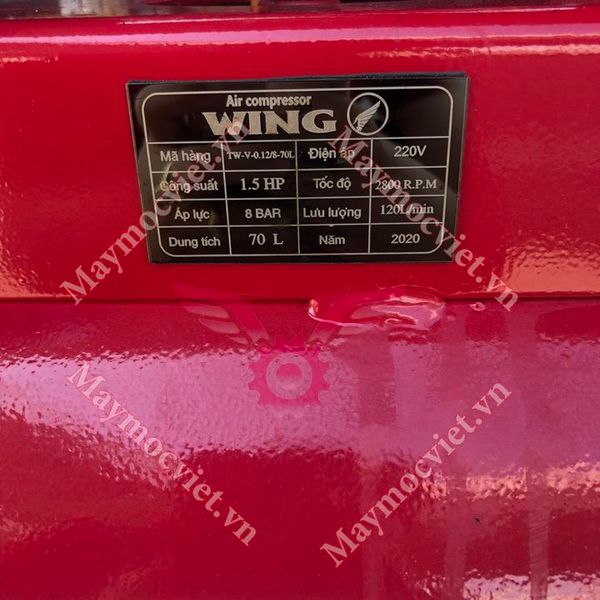 Air compressor
WING
Mã hàng TW-V-0.12/8-70L Điện áp 220V
Công suất 1.5 HP Tốc độ 2800 R.P.M
Áp lực 8 BAR Lưu lượng 120L/min
Dung tích 70 L Năm 2020
Maymocviet.vn
Maymocviet.vn
Maymocviet.vn
Maymocviet.vn